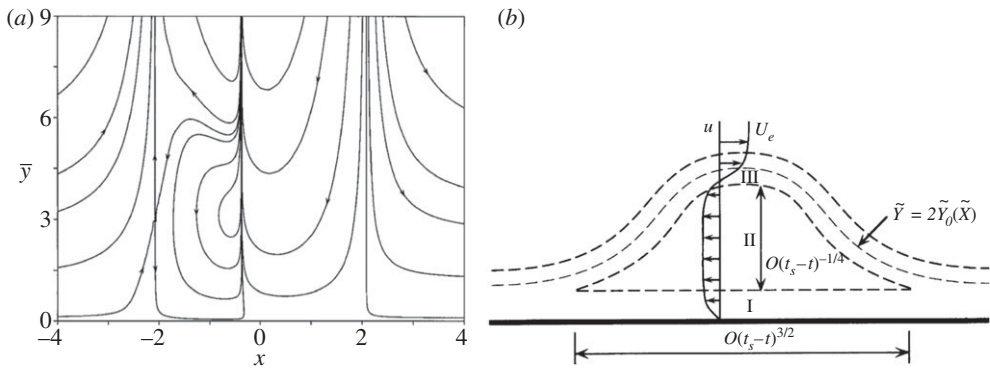 (a)
9
6
y̅
3
0
−4
−2
0
2
4
x
(b)
u
U_e
III
Ỹ = 2Ỹ_0(X̃)
II
O(t_s−t)^{−1/4}
I
O(t_s−t)^{3/2}